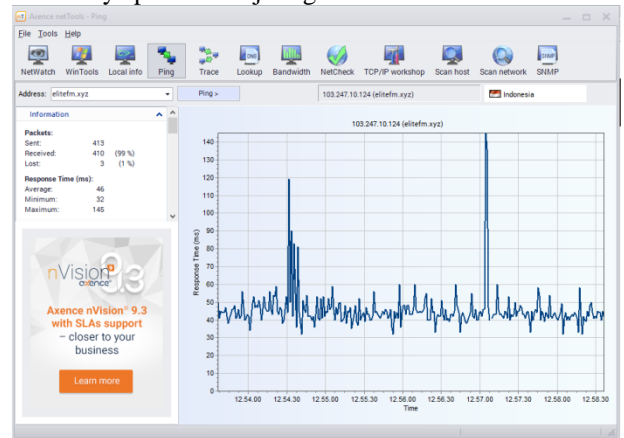 Axence netTools - Ping
File Tools Help
NetWatch WinTools Local info Ping Trace Lookup Bandwidth NetCheck TCP/IP workshop Scan host Scan network SNMP
Address: elitefm.xyz Ping > 103.247.10.124 (elitefm.xyz) Indonesia
Information
Packets:
Sent: 413
Received: 410 (99 %)
Lost: 3 (1 %)
Response Time (ms):
Average: 46
Minimum: 32
Maximum: 145
nVision 9.3
axence
Axence nVision® 9.3
with SLAs support
– closer to your
business
Learn more
103.247.10.124 (elitefm.xyz)
Response Time (ms)
140
130
120
110
100
90
80
70
60
50
40
30
20
10
0
12.54.00 12.54.30 12.55.00 12.55.30 12.56.00 12.56.30 12.57.00 12.57.30 12.58.00 12.58.30
Time